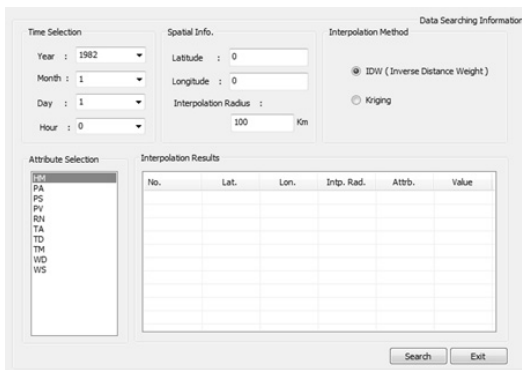 Data Searching Information
Time Selection
Year : 1982
Month : 1
Day : 1
Hour : 0
Spatial Info.
Latitude : 0
Longitude : 0
Interpolation Radius :
100 Km
Interpolation Method
IDW ( Inverse Distance Weight )
Kriging
Attribute Selection
HM
PA
PS
PV
RN
TA
TD
TM
WD
WS
Interpolation Results
No. Lat. Lon. Intp. Rad. Attrb. Value
Search Exit